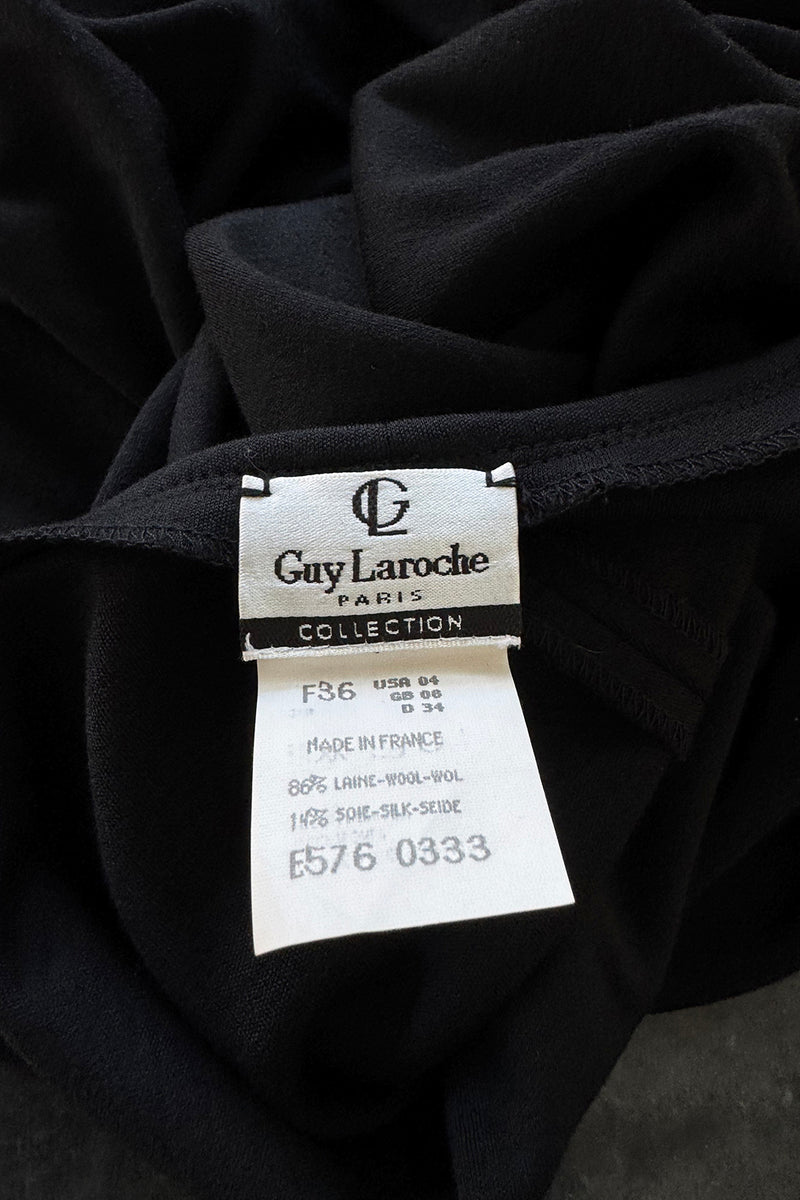 GL
Guy Laroche
PARIS
COLLECTION
F36 USA 04
GB 08
D 34
MADE IN FRANCE
86% LAINE-WOOL-WOL
14% SOIE-SILK-SEIDE
E576 0333